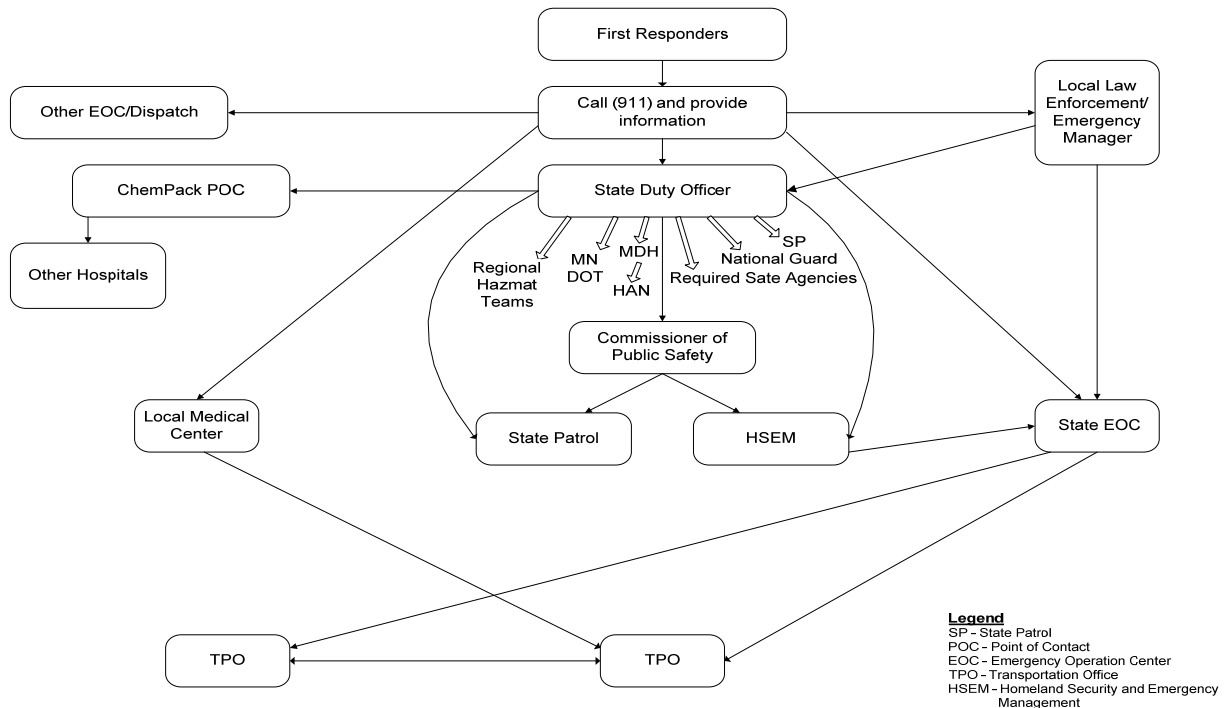 First Responders
Other EOC/Dispatch
Call (911) and provide
information
Local Law
Enforcement/
Emergency
Manager
ChemPack POC
State Duty Officer
Other Hospitals
Regional
Hazmat
Teams
MN
DOT
MDH
HAN
SP
National Guard
Required Sate Agencies
Commissioner of
Public Safety
Local Medical
Center
State Patrol
HSEM
State EOC
TPO
TPO
Legend
SP – State Patrol
POC – Point of Contact
EOC – Emergency Operation Center
TPO – Transportation Office
HSEM – Homeland Security and Emergency
Management